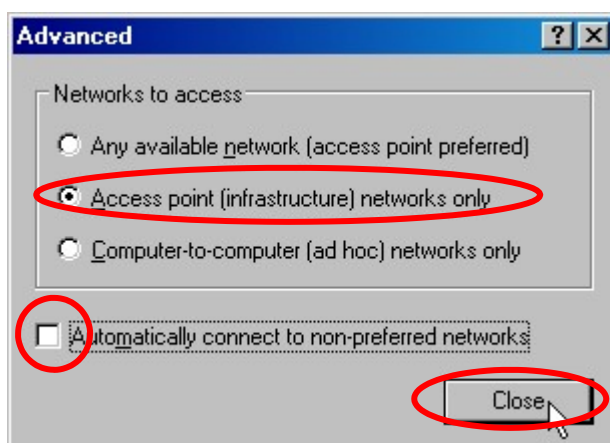 Advanced
Networks to access
Any available network (access point preferred)
Access point (infrastructure) networks only
Computer-to-computer (ad hoc) networks only
Automatically connect to non-preferred networks
Close